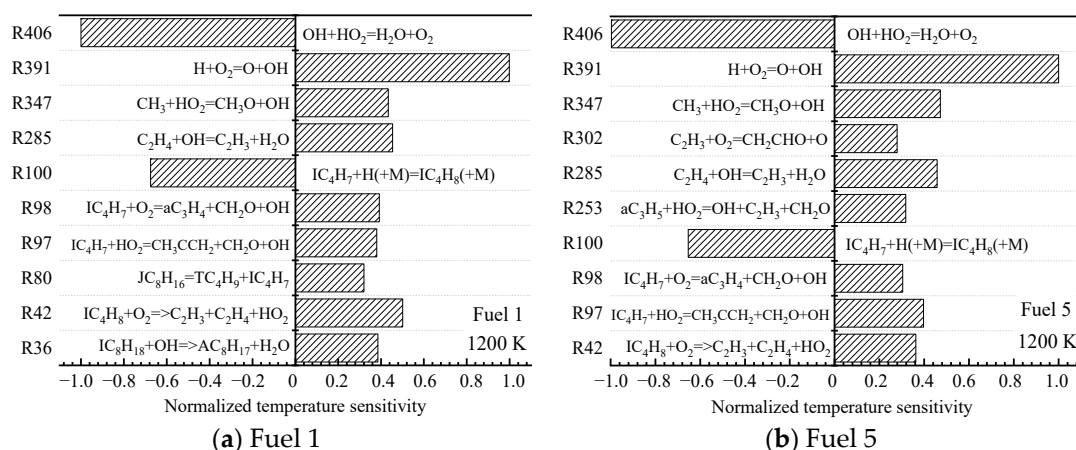 R406
OH+HO₂=H₂O+O₂
R391
H+O₂=O+OH
R347
CH₃+HO₂=CH₃O+OH
R285
C₂H₄+OH=C₂H₃+H₂O
R100
IC₄H₇+H(+M)=IC₄H₈(+M)
R98
IC₄H₇+O₂=aC₃H₄+CH₂O+OH
R97
IC₄H₇+HO₂=CH₃CCH₂+CH₂O+OH
R80
JC₈H₁₆=TC₄H₉+IC₄H₇
R42
IC₄H₈+O₂=>C₂H₃+C₂H₄+HO₂
Fuel 1
R36
IC₈H₁₈+OH=>AC₈H₁₇+H₂O
1200 K
−1.0 −0.8 −0.6 −0.4 −0.2 0 0.2 0.4 0.6 0.8 1.0
Normalized temperature sensitivity
(a) Fuel 1
R406
OH+HO₂=H₂O+O₂
R391
H+O₂=O+OH
R347
CH₃+HO₂=CH₃O+OH
R302
C₂H₃+O₂=CH₂CHO+O
R285
C₂H₄+OH=C₂H₃+H₂O
R253
aC₃H₅+HO₂=OH+C₂H₃+CH₂O
R100
IC₄H₇+H(+M)=IC₄H₈(+M)
R98
IC₄H₇+O₂=aC₃H₄+CH₂O+OH
R97
IC₄H₇+HO₂=CH₃CCH₂+CH₂O+OH
Fuel 5
R42
IC₄H₈+O₂=>C₂H₃+C₂H₄+HO₂
1200 K
−1.0 −0.8 −0.6 −0.4 −0.2 0 0.2 0.4 0.6 0.8 1.0
Normalized temperature sensitivity
(b) Fuel 5